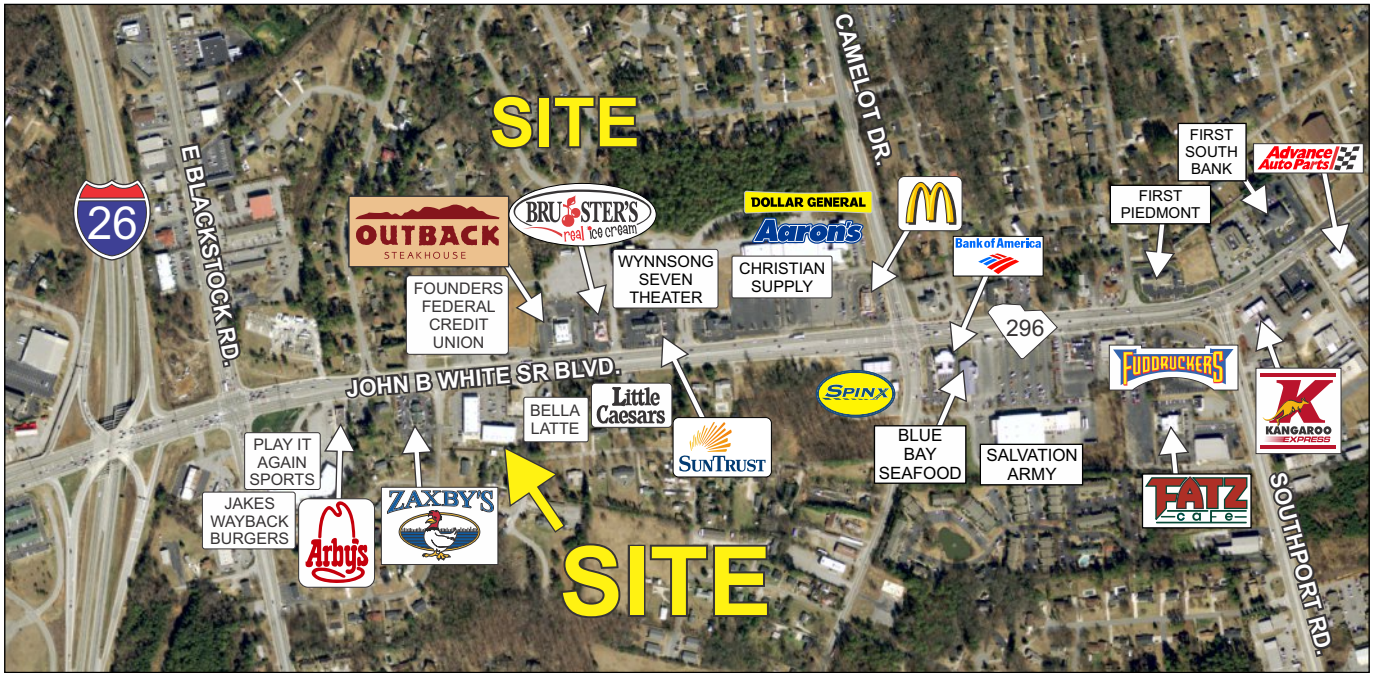 CAMELOT DR.
SITE
FIRST
SOUTH
BANK
Advance
Auto Parts
26
E BLACKSTOCK RD.
OUTBACK
STEAKHOUSE
BRUSTER'S
real ice cream
DOLLAR GENERAL
Aaron's
M
FIRST
PIEDMONT
Bank of America
WYNNSONG
SEVEN
THEATER
CHRISTIAN
SUPPLY
FOUNDERS
FEDERAL
CREDIT
UNION
296
JOHN B WHITE SR BLVD.
FUDDRUCKERS
SPINX
Little
Caesars
BELLA
LATTE
K
KANGAROO
EXPRESS
SUNTRUST
BLUE
BAY
SEAFOOD
SALVATION
ARMY
PLAY IT
AGAIN
SPORTS
JAKES
WAYBACK
BURGERS
Arby's
ZAXBY'S
FATZ
cafe
SOUTHPORT RD.
SITE